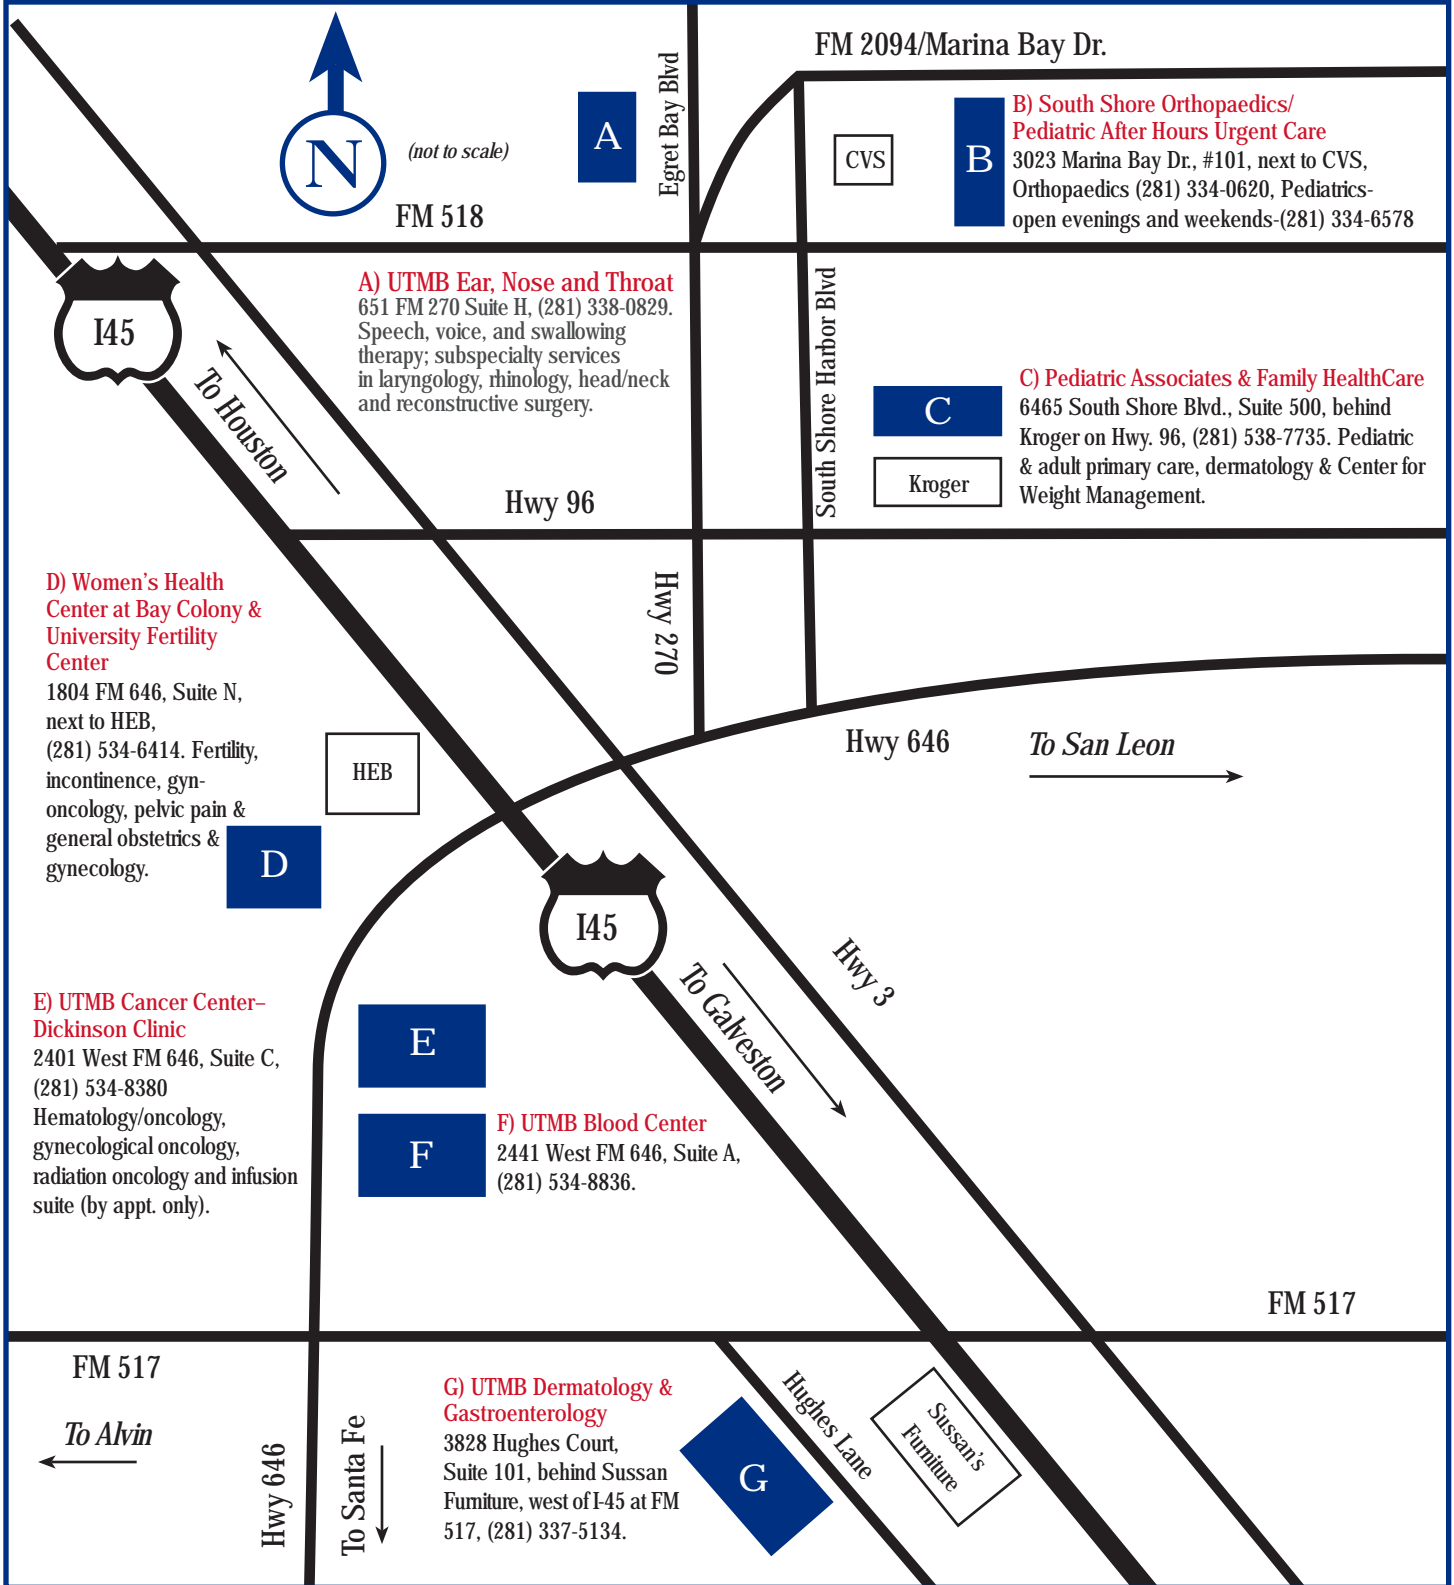 FM 2094/Marina Bay Dr.
Egret Bay Blvd
N
(not to scale)
A
CVS
B
B) South Shore Orthopaedics/
Pediatric After Hours Urgent Care
3023 Marina Bay Dr., #101, next to CVS,
Orthopaedics (281) 334-0620, Pediatrics-
open evenings and weekends-(281) 334-6578
FM 518
I45
To Houston
A) UTMB Ear, Nose and Throat
651 FM 270 Suite H, (281) 338-0829.
Speech, voice, and swallowing
therapy; subspecialty services
in laryngology, rhinology, head/neck
and reconstructive surgery.
South Shore Harbor Blvd
C
Kroger
C) Pediatric Associates & Family HealthCare
6465 South Shore Blvd., Suite 500, behind
Kroger on Hwy. 96, (281) 538-7735. Pediatric
& adult primary care, dermatology & Center for
Weight Management.
Hwy 96
Hwy 270
D) Women’s Health
Center at Bay Colony &
University Fertility
Center
1804 FM 646, Suite N,
next to HEB,
(281) 534-6414. Fertility,
incontinence, gyn-
oncology, pelvic pain &
general obstetrics &
gynecology.
HEB
D
Hwy 646
To San Leon
I45
To Galveston
Hwy 3
E) UTMB Cancer Center–
Dickinson Clinic
2401 West FM 646, Suite C,
(281) 534-8380
Hematology/oncology,
gynecological oncology,
radiation oncology and infusion
suite (by appt. only).
E
F
F) UTMB Blood Center
2441 West FM 646, Suite A,
(281) 534-8836.
FM 517
FM 517
To Alvin
Hwy 646
To Santa Fe
G) UTMB Dermatology &
Gastroenterology
3828 Hughes Court,
Suite 101, behind Sussan
Furniture, west of I-45 at FM
517, (281) 337-5134.
G
Hughes Lane
Sussan's
Furniture